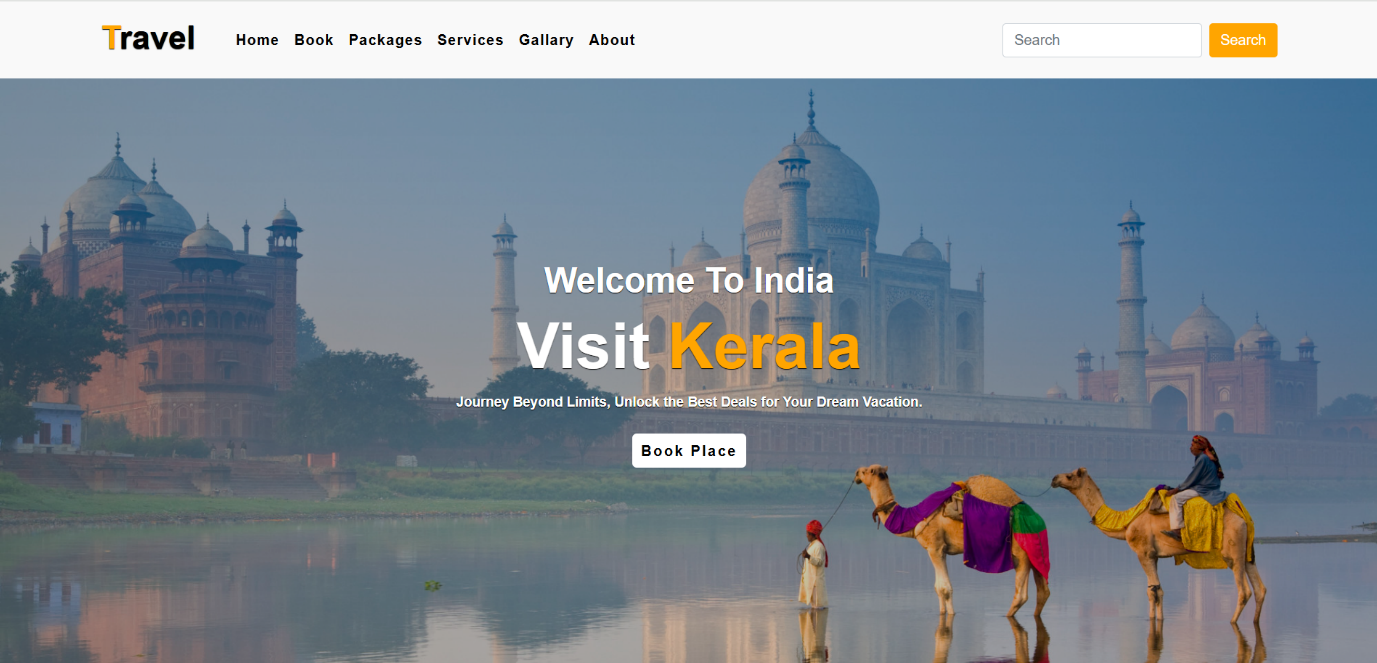 Travel
Home Book Packages Services Gallary About
Search
Search
Welcome To India
Visit Kerala
Journey Beyond Limits, Unlock the Best Deals for Your Dream Vacation.
Book Place